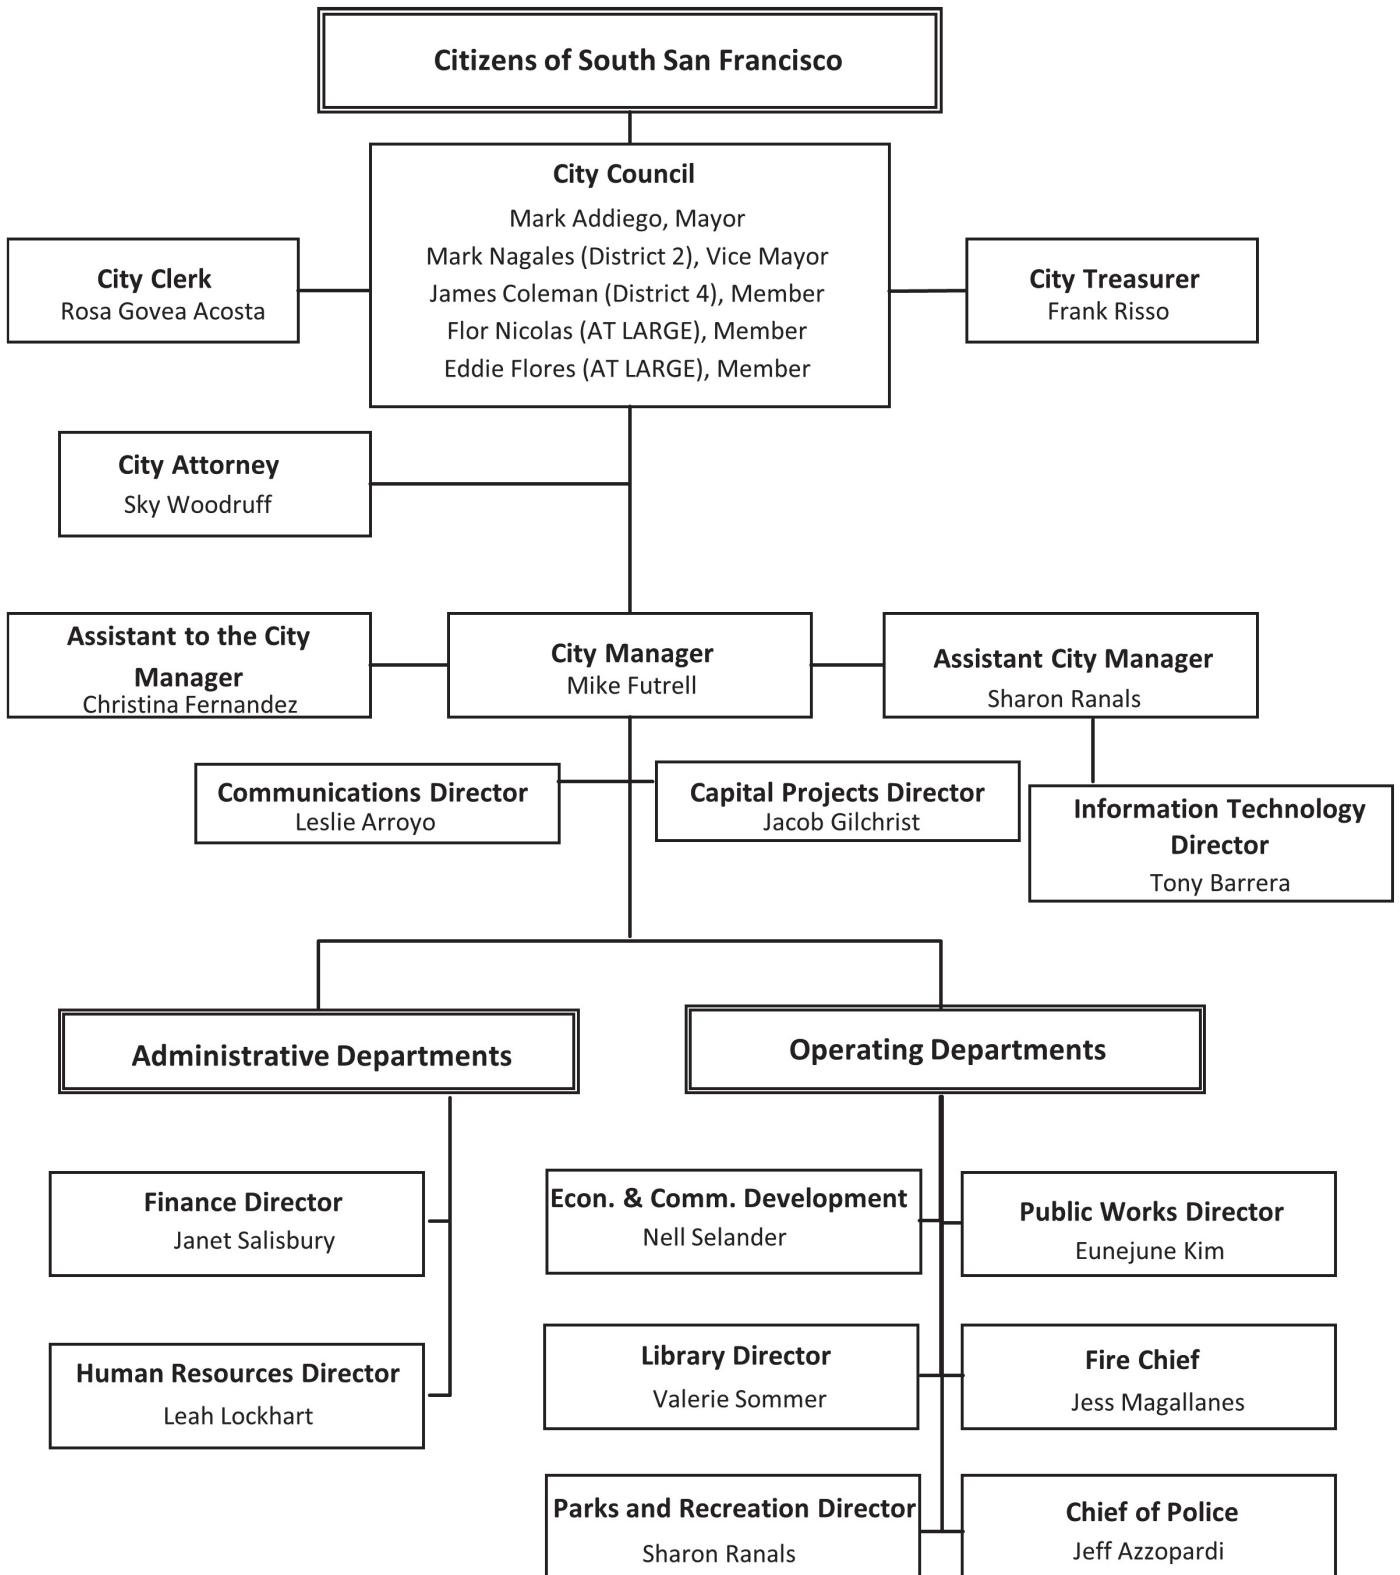 Citizens of South San Francisco
City Council
Mark Addiego, Mayor
Mark Nagales (District 2), Vice Mayor
James Coleman (District 4), Member
Flor Nicolas (AT LARGE), Member
Eddie Flores (AT LARGE), Member
City Clerk
Rosa Govea Acosta
City Treasurer
Frank Risso
City Attorney
Sky Woodruff
Assistant to the City
Manager
Christina Fernandez
City Manager
Mike Futrell
Assistant City Manager
Sharon Ranals
Communications Director
Leslie Arroyo
Capital Projects Director
Jacob Gilchrist
Information Technology
Director
Tony Barrera
Administrative Departments
Operating Departments
Finance Director
Janet Salisbury
Econ. & Comm. Development
Nell Selander
Public Works Director
Eunejune Kim
Human Resources Director
Leah Lockhart
Library Director
Valerie Sommer
Fire Chief
Jess Magallanes
Parks and Recreation Director
Sharon Ranals
Chief of Police
Jeff Azzopardi